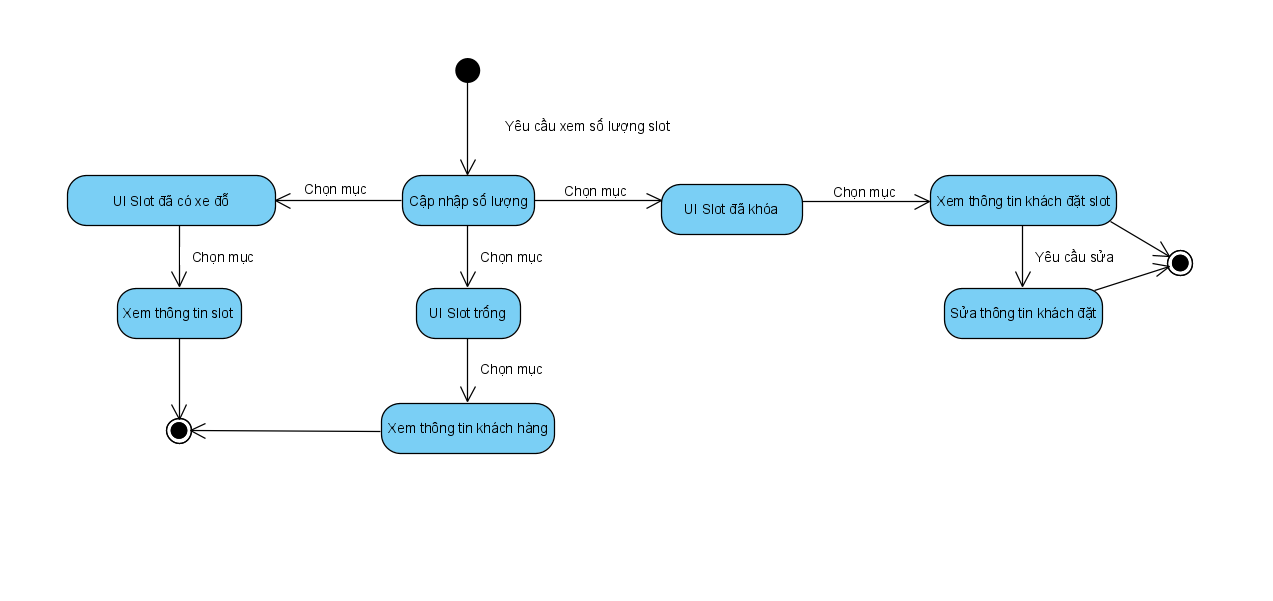 Yêu cầu xem số lượng slot
UI Slot đã có xe đỗ
Chọn mục
Cập nhập số lượng
Chọn mục
UI Slot đã khóa
Chọn mục
Xem thông tin khách đặt slot
Chọn mục
Chọn mục
Yêu cầu sửa
Xem thông tin slot
UI Slot trống
Sửa thông tin khách đặt
Chọn mục
Xem thông tin khách hàng